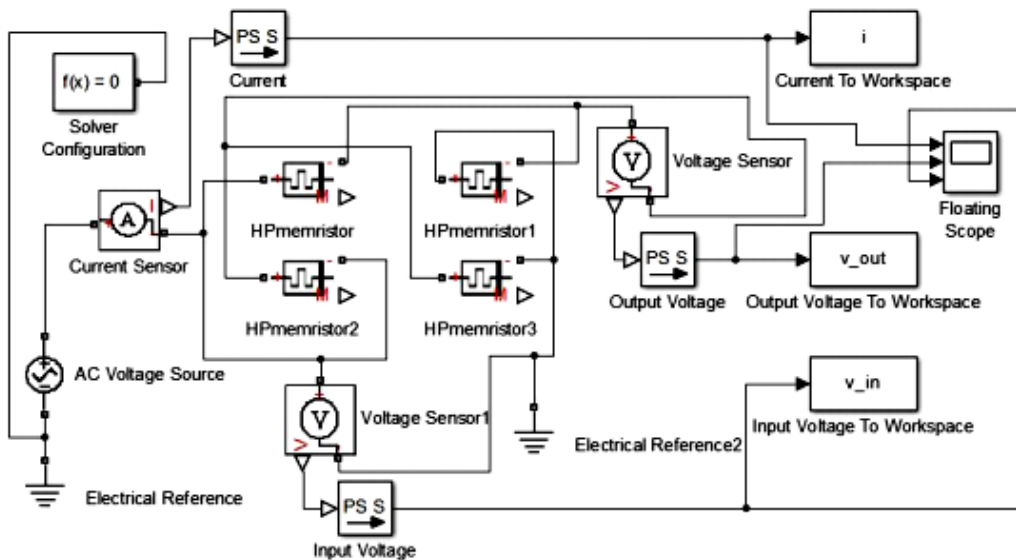 PS S
Current
i
Current To Workspace
f(x) = 0
Solver
Configuration
I
A
Current Sensor
HPmemristor
HPmemristor1
M
V
Voltage Sensor
Floating
Scope
PS S
Output Voltage
v_out
Output Voltage To Workspace
HPmemristor2
M
HPmemristor3
M
AC Voltage Source
V
Voltage Sensor1
v_in
Input Voltage To Workspace
Electrical Reference2
Electrical Reference
PS S
Input Voltage